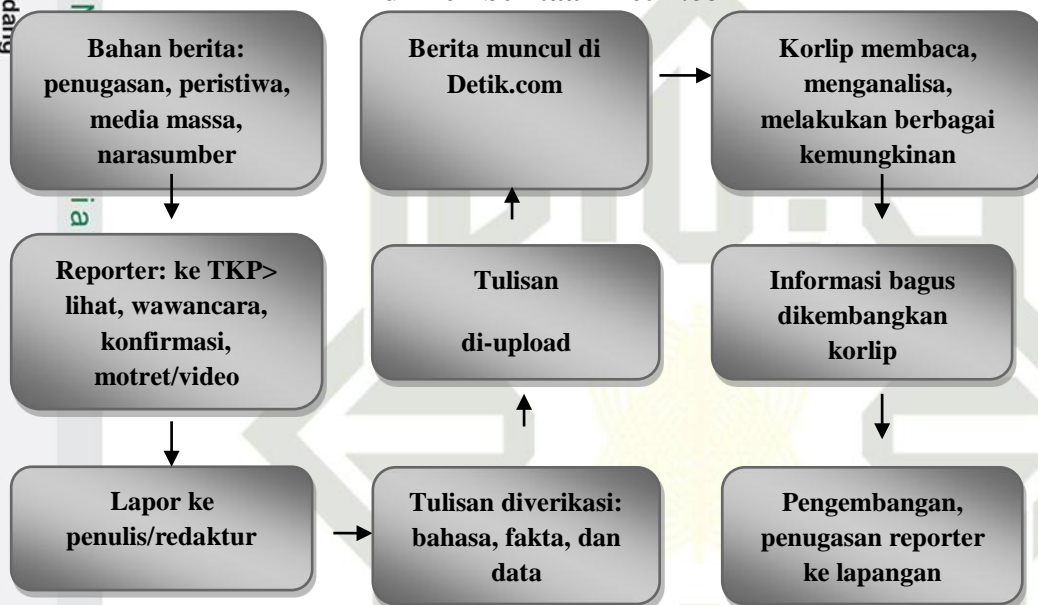 dang
ia
Bahan berita:
penugasan, peristiwa,
media massa,
narasumber
Reporter: ke TKP>
lihat, wawancara,
konfirmasi,
motret/video
Lapor ke
penulis/redaktur
Tulisan diverikasi:
bahasa, fakta, dan
data
Tulisan
di-upload
Berita muncul di
Detik.com
Korlip membaca,
menganalisa,
melakukan berbagai
kemungkinan
Informasi bagus
dikembangkan
korlip
Pengembangan,
penugasan reporter
ke lapangan